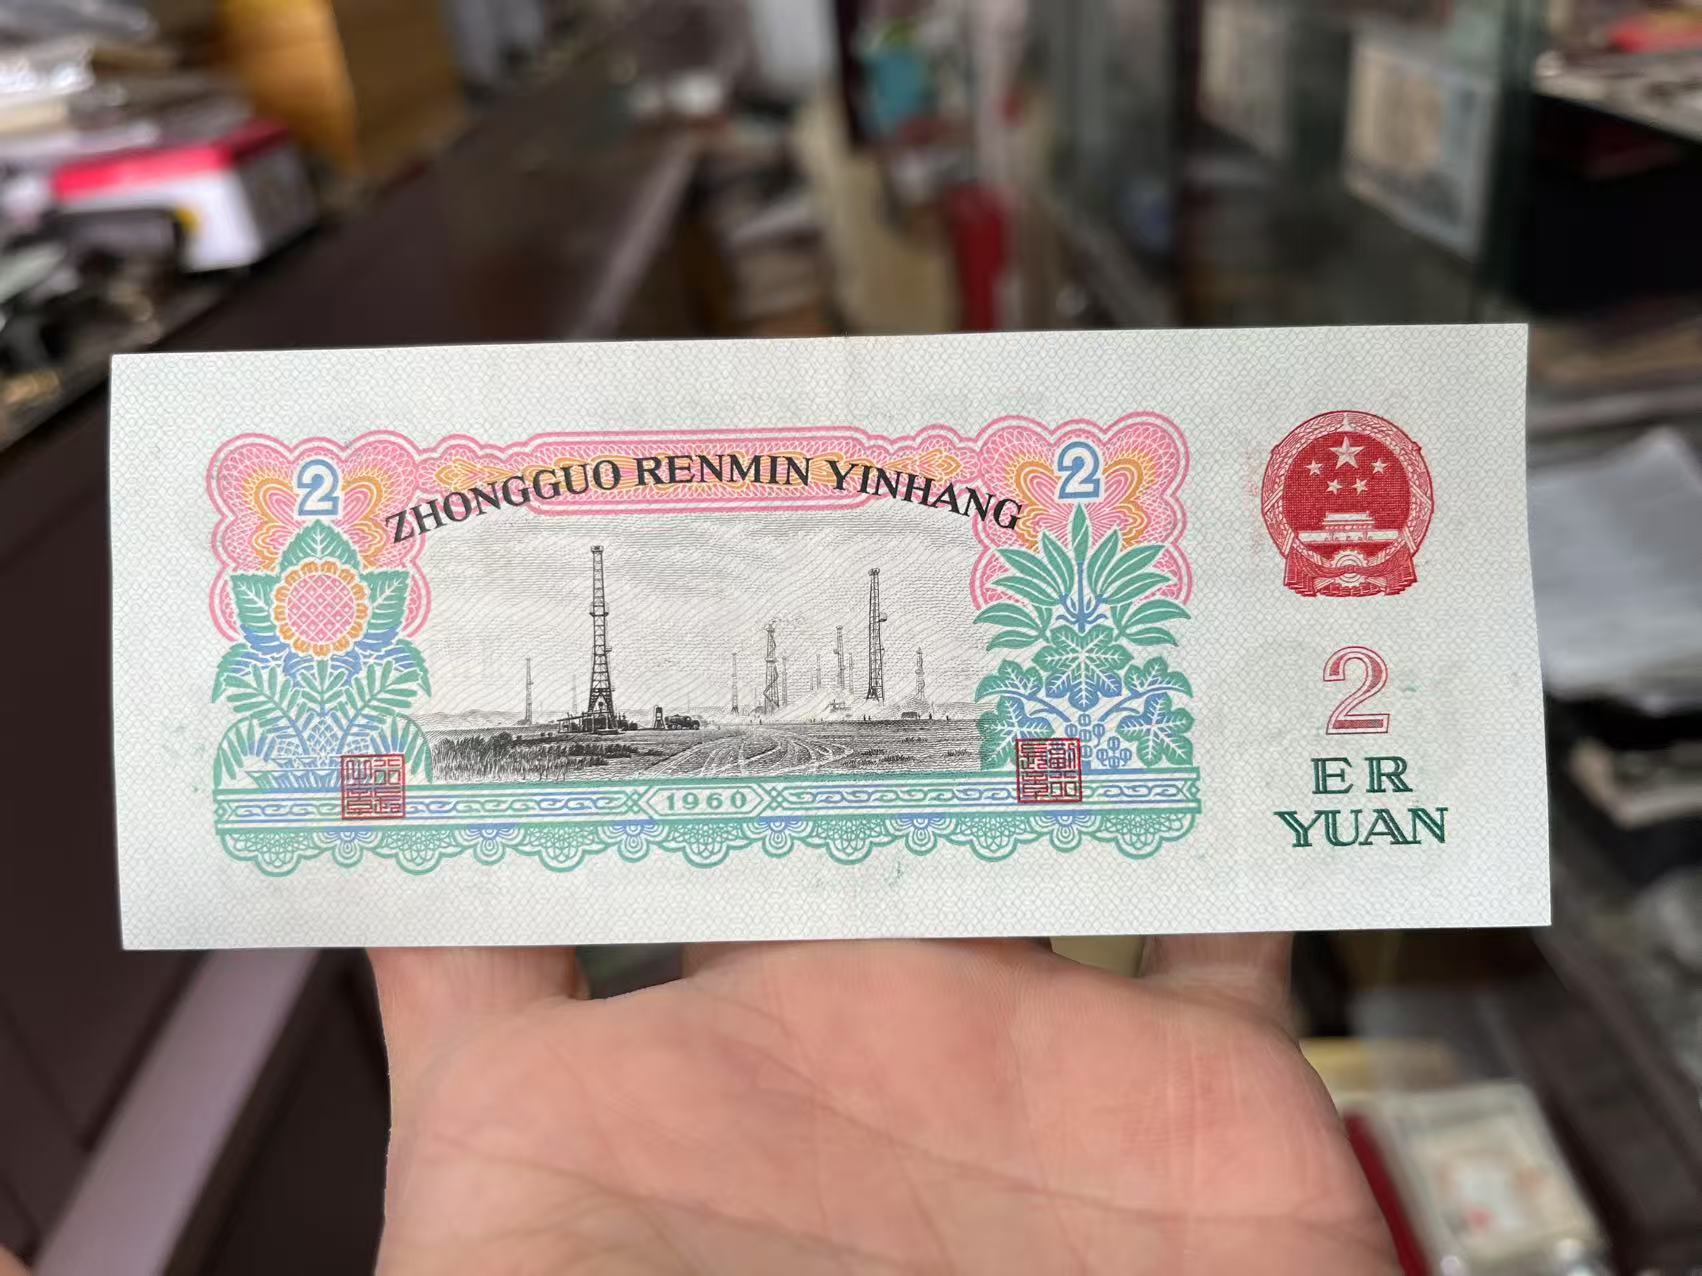 2
2
ZHONGGUO RENMIN YINHANG
1960
2
ER
YUAN